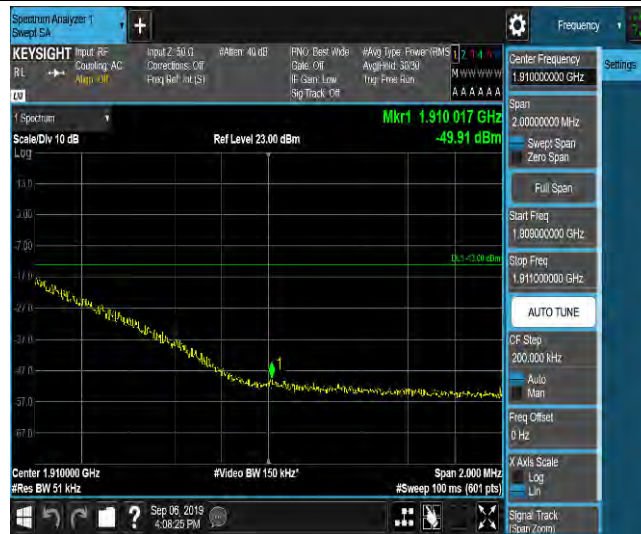 Spectrum Analyzer 1
Swept SA
Frequency
KEYSIGHT
Input: RF
Coupling: AC
Align: Off
Input Z: 50 Ω
Corrections: Off
Freq Ref: Int (S)
#Atten: 40 dB
PNO: Best Wide
Gate: Off
IF Gain: Low
Sig Track: Off
#Avg Type: Power (RMS
Avg|Hold: 30/30
Trig: Free Run
M W W W W W
A A A A A A
RL
LXI
1 Spectrum
Scale/Div 10 dB
Log
Ref Level 23.00 dBm
Mkr1 1.910 017 GHz
-49.91 dBm
13.0
3.00
-7.00
DL1 -13.00 dBm
-17.0
-27.0
-37.0
1
-47.0
-57.0
-67.0
Center 1.910000 GHz
#Res BW 51 kHz
#Video BW 150 kHz*
Span 2.000 MHz
#Sweep 100 ms (601 pts)
Sep 06, 2019
4:08:25 PM
Center Frequency
1.910000000 GHz
Settings
Span
2.00000000 MHz
Swept Span
Zero Span
Full Span
Start Freq
1.909000000 GHz
Stop Freq
1.911000000 GHz
AUTO TUNE
CF Step
200.000 kHz
Auto
Man
Freq Offset
0 Hz
X Axis Scale
Log
Lin
Signal Track
(Span Zoom)